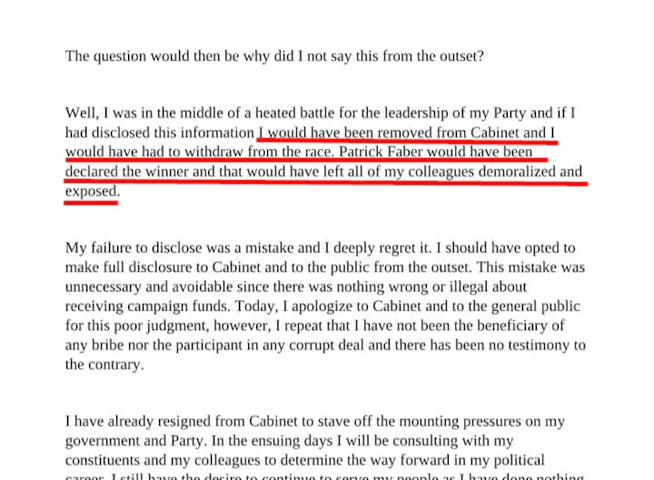 The question would then be why did I not say this from the outset?
Well, I was in the middle of a heated battle for the leadership of my Party and if I
had disclosed this information I would have been removed from Cabinet and I
would have had to withdraw from the race. Patrick Faber would have been
declared the winner and that would have left all of my colleagues demoralized and
exposed.
My failure to disclose was a mistake and I deeply regret it. I should have opted to
make full disclosure to Cabinet and to the public from the outset. This mistake was
unnecessary and avoidable since there was nothing wrong or illegal about
receiving campaign funds. Today, I apologize to Cabinet and to the general public
for this poor judgment, however, I repeat that I have not been the beneficiary of
any bribe nor the participant in any corrupt deal and there has been no testimony to
the contrary.
I have already resigned from Cabinet to stave off the mounting pressures on my
government and Party. In the ensuing days I will be consulting with my
constituents and my colleagues to determine the way forward in my political
career. I still have the desire to continue to serve my people as I have done nothing